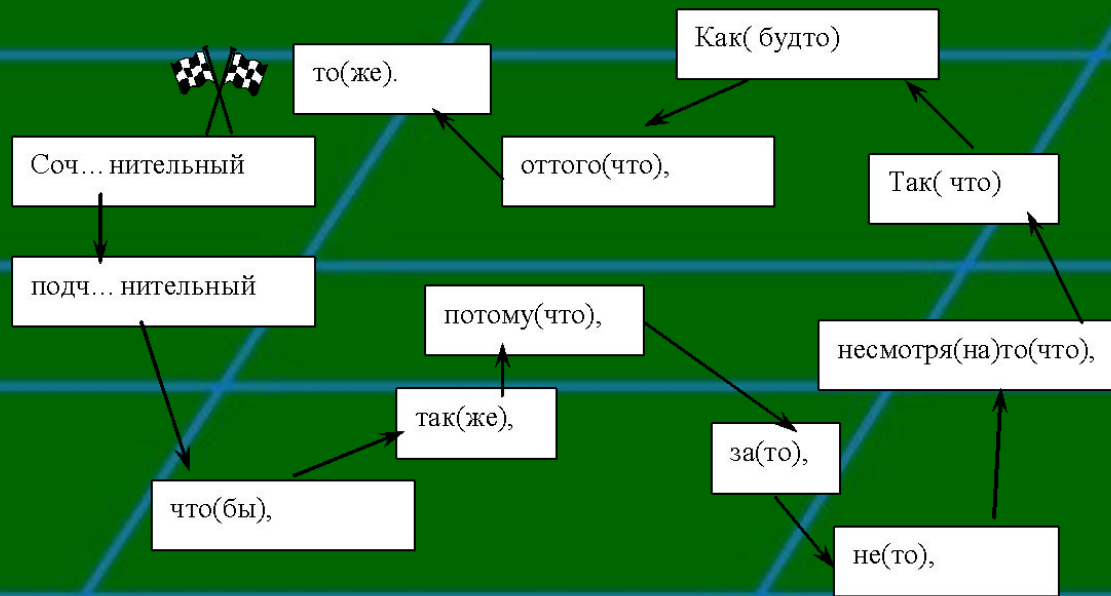 Соч... нительный
подч... нительный
что(бы),
так(же),
потому(что),
за(то),
не(то),
несмотря(на)то(что),
Так( что)
Как( будто)
оттого(что),
то(же).